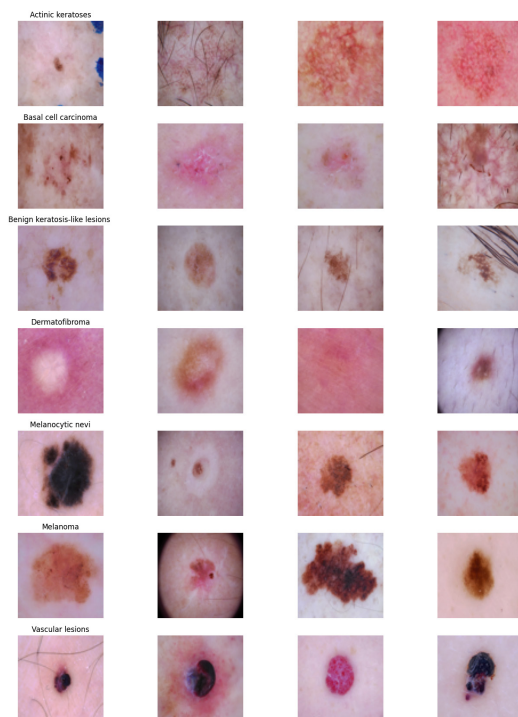 Actinic keratoses
Basal cell carcinoma
Benign keratosis-like lesions
Dermatofibroma
Melanocytic nevi
Melanoma
Vascular lesions